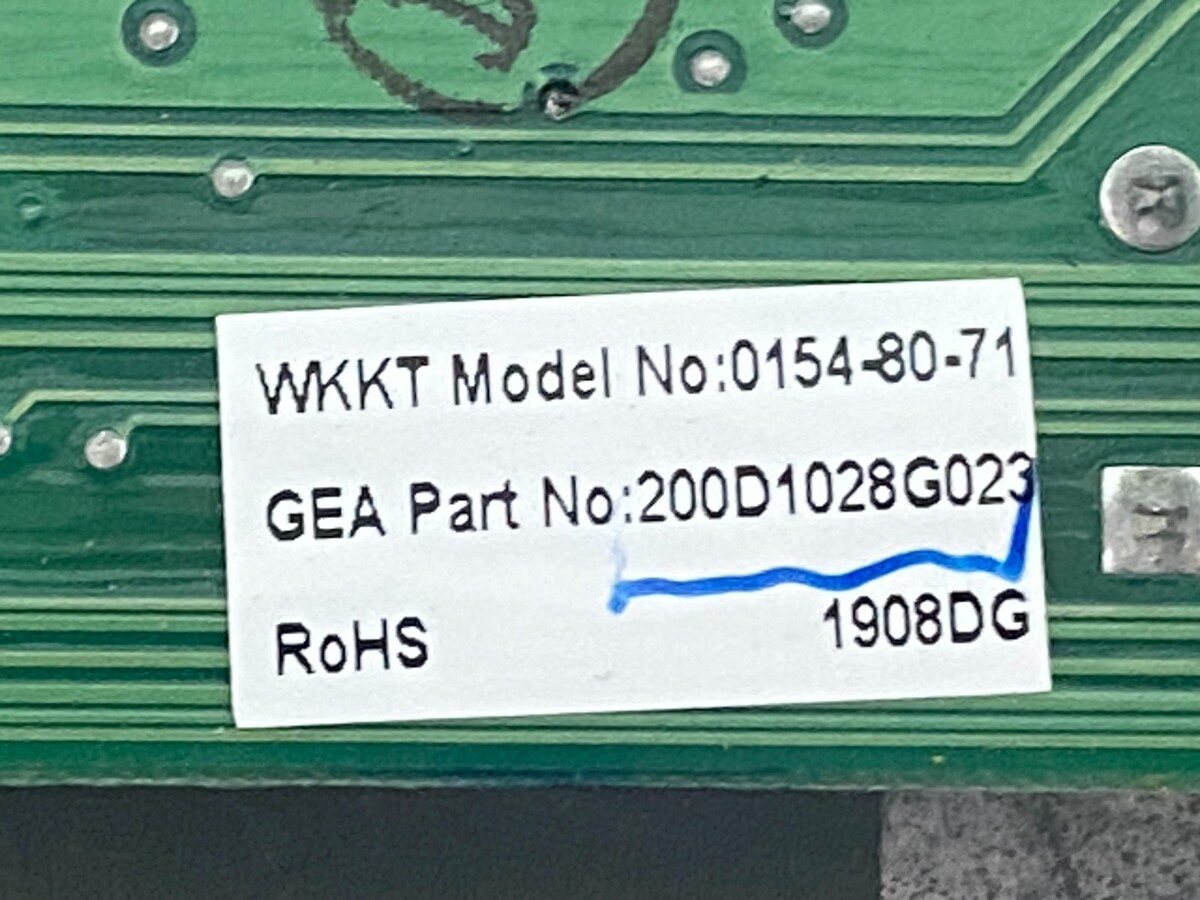 WKKT Model No:0154-80-71
GEA Part No:200D1028G023
RoHS 1908DG